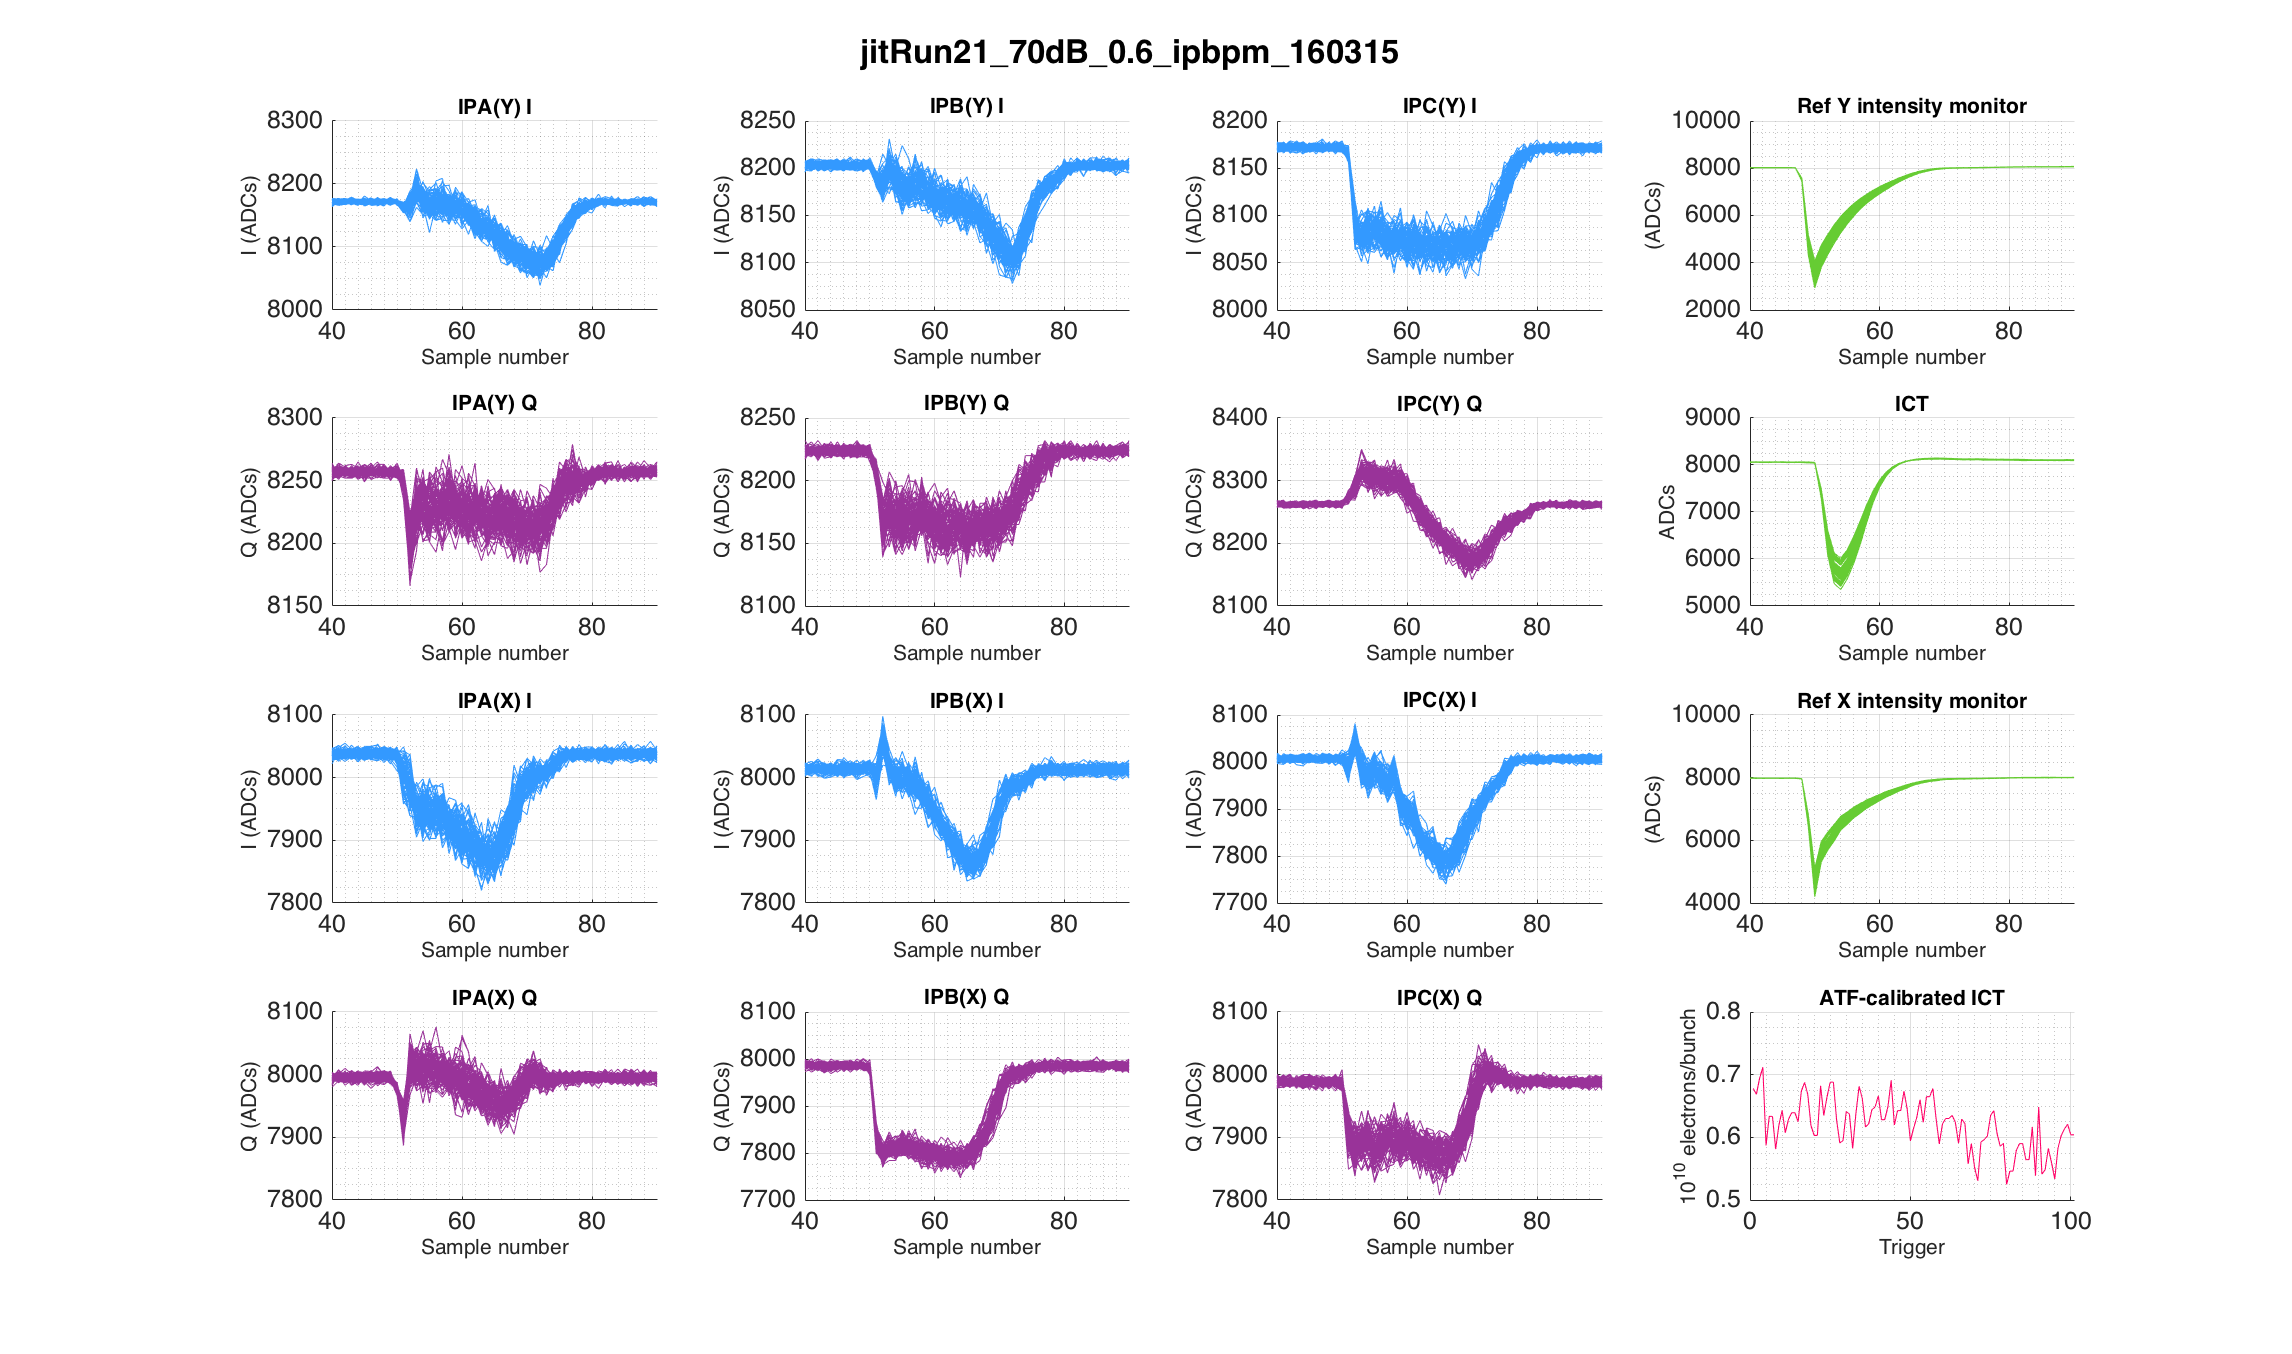 jitRun21_70dB_0.6_ipbpm_160315
IPA(Y) I
8300
8200
8100
8000
I (ADCs)
40 60 80
Sample number
IPB(Y) I
8250
8200
8150
8100
8050
I (ADCs)
40 60 80
Sample number
IPC(Y) I
8200
8150
8100
8050
8000
I (ADCs)
40 60 80
Sample number
Ref Y intensity monitor
10000
8000
6000
4000
2000
(ADCs)
40 60 80
Sample number
IPA(Y) Q
8300
8250
8200
8150
Q (ADCs)
40 60 80
Sample number
IPB(Y) Q
8250
8200
8150
8100
Q (ADCs)
40 60 80
Sample number
IPC(Y) Q
8400
8300
8200
8100
Q (ADCs)
40 60 80
Sample number
ICT
9000
8000
7000
6000
5000
ADCs
40 60 80
Sample number
IPA(X) I
8100
8000
7900
7800
I (ADCs)
40 60 80
Sample number
IPB(X) I
8100
8000
7900
7800
I (ADCs)
40 60 80
Sample number
IPC(X) I
8100
8000
7900
7800
7700
I (ADCs)
40 60 80
Sample number
Ref X intensity monitor
10000
8000
6000
4000
(ADCs)
40 60 80
Sample number
IPA(X) Q
8100
8000
7900
7800
Q (ADCs)
40 60 80
Sample number
IPB(X) Q
8100
8000
7900
7800
7700
Q (ADCs)
40 60 80
Sample number
IPC(X) Q
8100
8000
7900
7800
Q (ADCs)
40 60 80
Sample number
ATF-calibrated ICT
0.8
0.7
0.6
0.5
10^10 electrons/bunch
0 50 100
Trigger